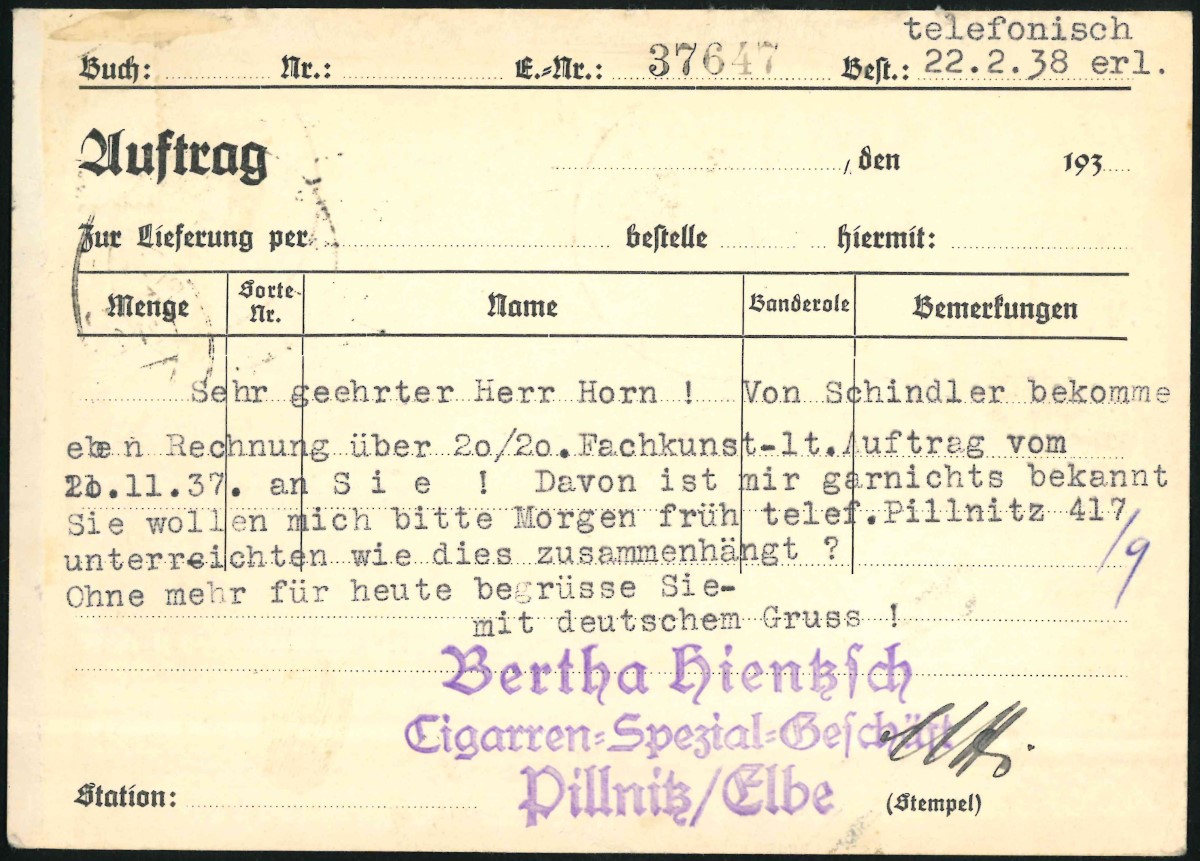 telefonisch
Buch: Nr.: E.=Nr.: 37647 Best.: 22.2.38 erl.
Auftrag , den 193
Zur Lieferung per bestelle hiermit:
Menge Sorte Nr. Name Banderole Bemerkungen
Sehr geehrter Herr Horn ! Von Schindler bekomme
eben Rechnung über 2o/2o.Fachkunst-lt.Auftrag vom
.11.37. an S i e ! Davon ist mir garnichts bekannt
Sie wollen mich bitte Morgen früh telef.Pillnitz 417
unterreichten wie dies zusammenhängt ?
Ohne mehr für heute begrüsse Sie-
mit deutschem Gruss !
Bertha Hientzsch
Cigarren=Spezial=Geschäft
Pillnitz/Elbe
Station: (Stempel)